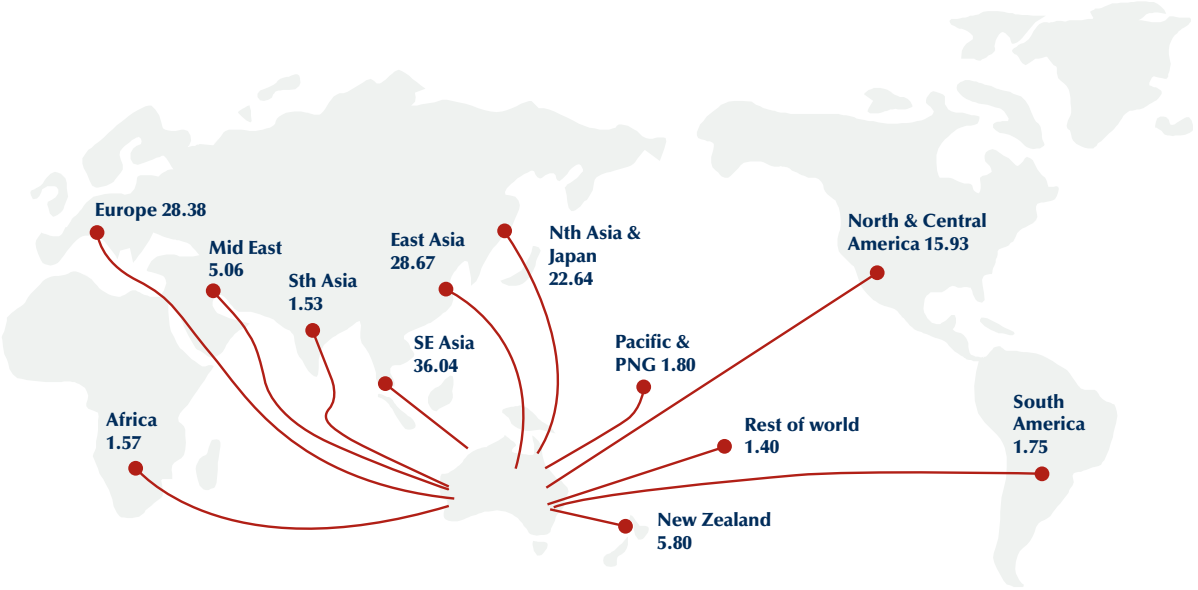 Europe 28.38
Mid East
5.06
Sth Asia
1.53
East Asia
28.67
Nth Asia &
Japan
22.64
North & Central
America 15.93
SE Asia
36.04
Pacific &
PNG 1.80
Africa
1.57
Rest of world
1.40
South
America
1.75
New Zealand
5.80